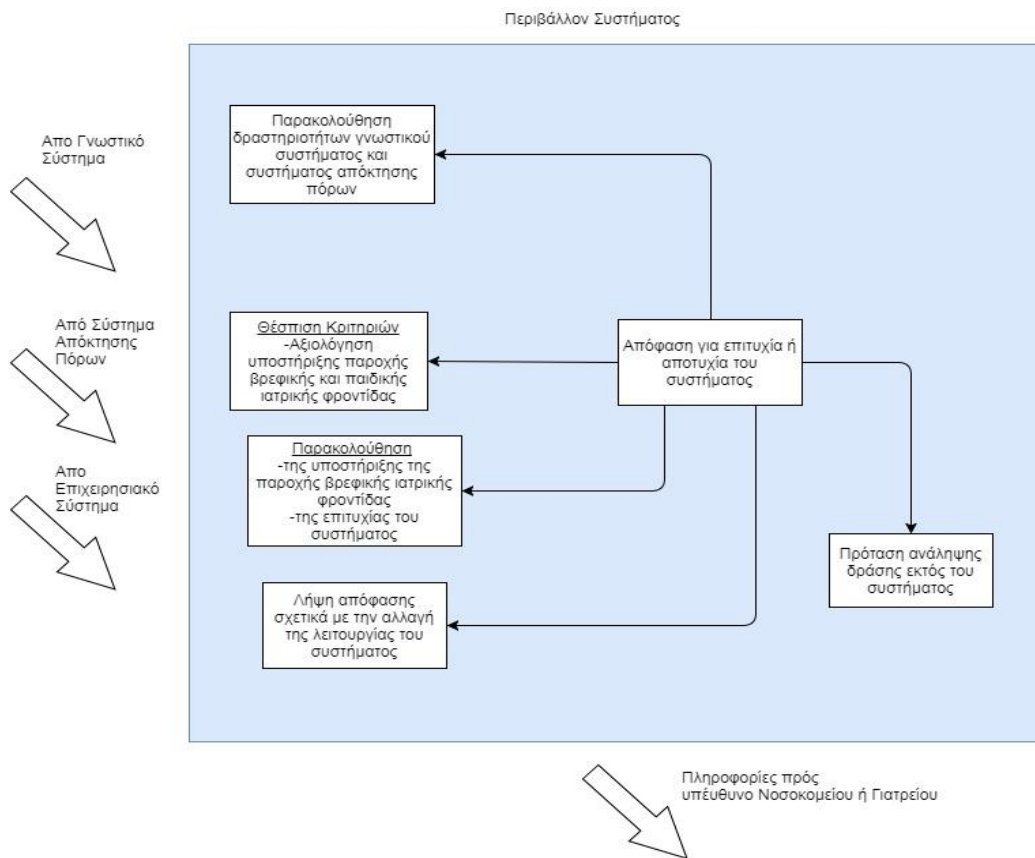 Περιβάλλον Συστήματος
Απο Γνωστικό
Σύστημα
Παρακολούθηση
δραστηριοτήτων γνωστικού
συστήματος και
συστήματος απόκτησης
πόρων
Από Σύστημα
Απόκτησης
Πόρων
Θέσπιση Κριτηριών
-Αξιολόγηση
υποστήριξης παροχής
βρεφικής και παιδικής
ιατρικής φροντίδας
Απόφαση για επιτυχία ή
αποτυχία του
συστήματος
Απο
Επιχειρησιακό
Σύστημα
Παρακολούθηση
-της υποστήριξης της
παροχής βρεφικής ιατρικής
φροντίδας
-της επιτυχίας του
συστήματος
Πρόταση ανάληψης
δράσης εκτός του
συστήματος
Λήψη απόφασης
σχετικά με την αλλαγή
της λειτουργίας του
συστήματος
Πληροφορίες πρός
υπέυθυνο Νοσοκομείου ή Γιατρείου